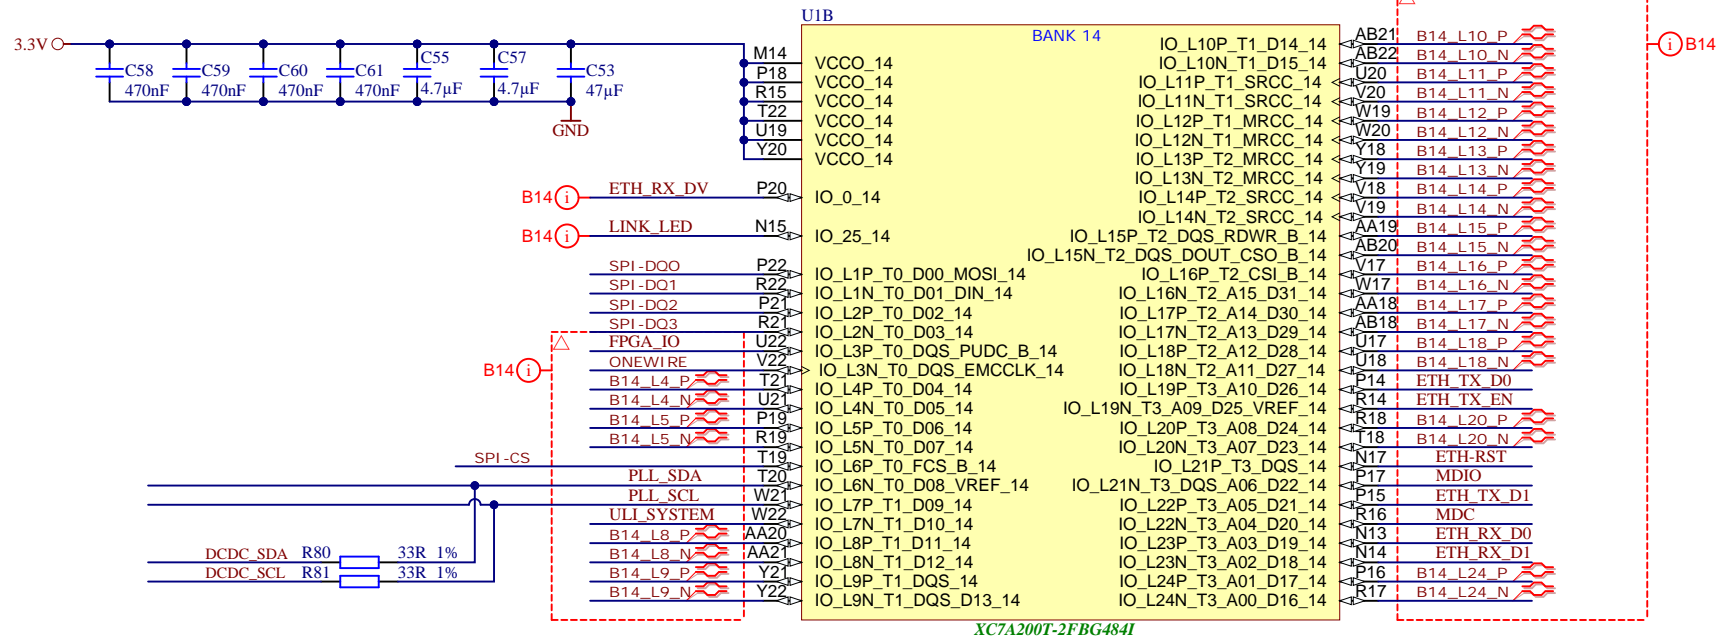 U1B
BANK 14
3.3V
C58 470nF
C59 470nF
C60 470nF
C61 470nF
C55 4.7µF
C57 4.7µF
C53 47µF
GND
M14 VCCO_14
P18 VCCO_14
R15 VCCO_14
T22 VCCO_14
U19 VCCO_14
Y20 VCCO_14
B14 i ETH_RX_DV P20 IO_0_14
B14 i LINK_LED N15 IO_25_14
SPI-DQ0 P22 IO_L1P_T0_D00_MOSI_14
SPI-DQ1 R22 IO_L1N_T0_D01_DIN_14
SPI-DQ2 P21 IO_L2P_T0_D02_14
SPI-DQ3 R21 IO_L2N_T0_D03_14
FPGA_IO U22 IO_L3P_T0_DQS_PUDC_B_14
B14 i ONEWIRE V22 IO_L3N_T0_DQS_EMCCLK_14
B14_L4_P T21 IO_L4P_T0_D04_14
B14_L4_N U21 IO_L4N_T0_D05_14
B14_L5_P P19 IO_L5P_T0_D06_14
B14_L5_N R19 IO_L5N_T0_D07_14
SPI-CS T19 IO_L6P_T0_FCS_B_14
PLL_SDA T20 IO_L6N_T0_D08_VREF_14
PLL_SCL W21 IO_L7P_T1_D09_14
ULI_SYSTEM W22 IO_L7N_T1_D10_14
B14_L8_P AA20 IO_L8P_T1_D11_14
B14_L8_N AA21 IO_L8N_T1_D12_14
B14_L9_P Y21 IO_L9P_T1_DQS_14
B14_L9_N Y22 IO_L9N_T1_DQS_D13_14
DCDC_SDA R80 33R 1%
DCDC_SCL R81 33R 1%
IO_L10P_T1_D14_14 AB21 B14_L10_P
IO_L10N_T1_D15_14 AB22 B14_L10_N
IO_L11P_T1_SRCC_14 U20 B14_L11_P
IO_L11N_T1_SRCC_14 V20 B14_L11_N
IO_L12P_T1_MRCC_14 W19 B14_L12_P
IO_L12N_T1_MRCC_14 W20 B14_L12_N
IO_L13P_T2_MRCC_14 Y18 B14_L13_P
IO_L13N_T2_MRCC_14 Y19 B14_L13_N
IO_L14P_T2_SRCC_14 V18 B14_L14_P
IO_L14N_T2_SRCC_14 V19 B14_L14_N
IO_L15P_T2_DQS_RDWR_B_14 AA19 B14_L15_P
IO_L15N_T2_DQS_DOUT_CSO_B_14 AB20 B14_L15_N
IO_L16P_T2_CSI_B_14 V17 B14_L16_P
IO_L16N_T2_A15_D31_14 W17 B14_L16_N
IO_L17P_T2_A14_D30_14 AA18 B14_L17_P
IO_L17N_T2_A13_D29_14 AB18 B14_L17_N
IO_L18P_T2_A12_D28_14 U17 B14_L18_P
IO_L18N_T2_A11_D27_14 U18 B14_L18_N
IO_L19P_T3_A10_D26_14 P14 ETH_TX_D0
IO_L19N_T3_A09_D25_VREF_14 R14 ETH_TX_EN
IO_L20P_T3_A08_D24_14 R18 B14_L20_P
IO_L20N_T3_A07_D23_14 T18 B14_L20_N
IO_L21P_T3_DQS_14 N17 ETH-RST
IO_L21N_T3_DQS_A06_D22_14 P17 MDIO
IO_L22P_T3_A05_D21_14 P15 ETH_TX_D1
IO_L22N_T3_A04_D20_14 R16 MDC
IO_L23P_T3_A03_D19_14 N13 ETH_RX_D0
IO_L23N_T3_A02_D18_14 N14 ETH_RX_D1
IO_L24P_T3_A01_D17_14 P16 B14_L24_P
IO_L24N_T3_A00_D16_14 R17 B14_L24_N
i B14
XC7A200T-2FBG484I